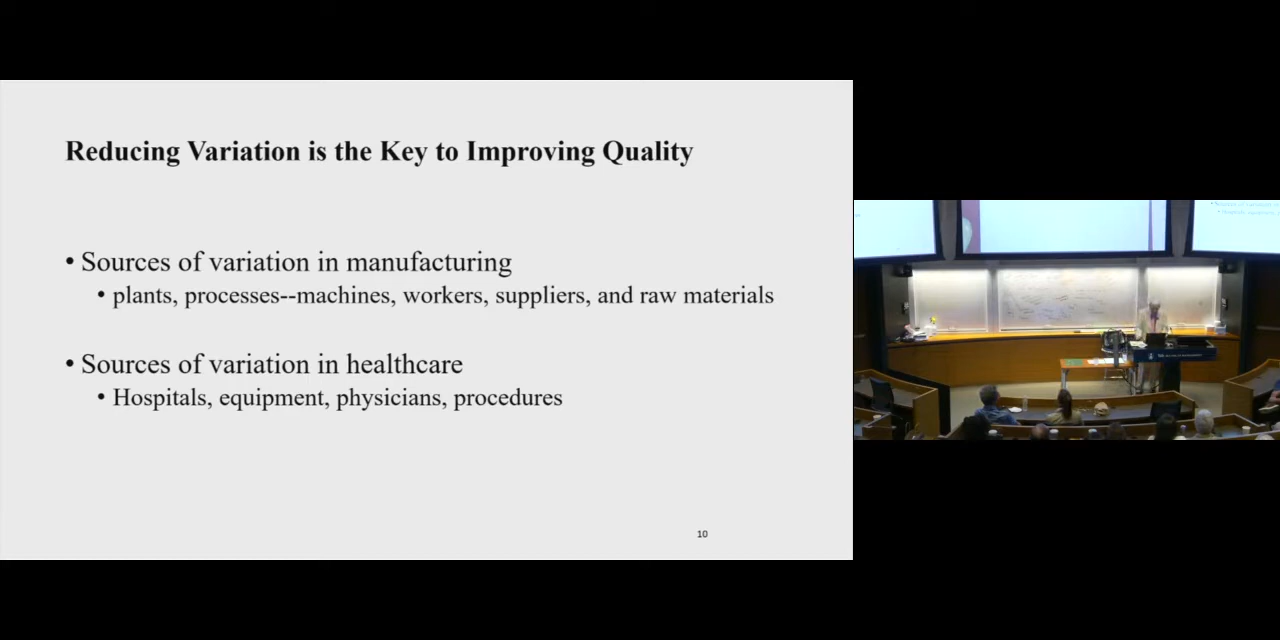 Reducing Variation is the Key to Improving Quality
• Sources of variation in manufacturing
• plants, processes--machines, workers, suppliers, and raw materials
• Sources of variation in healthcare
• Hospitals, equipment, physicians, procedures
10